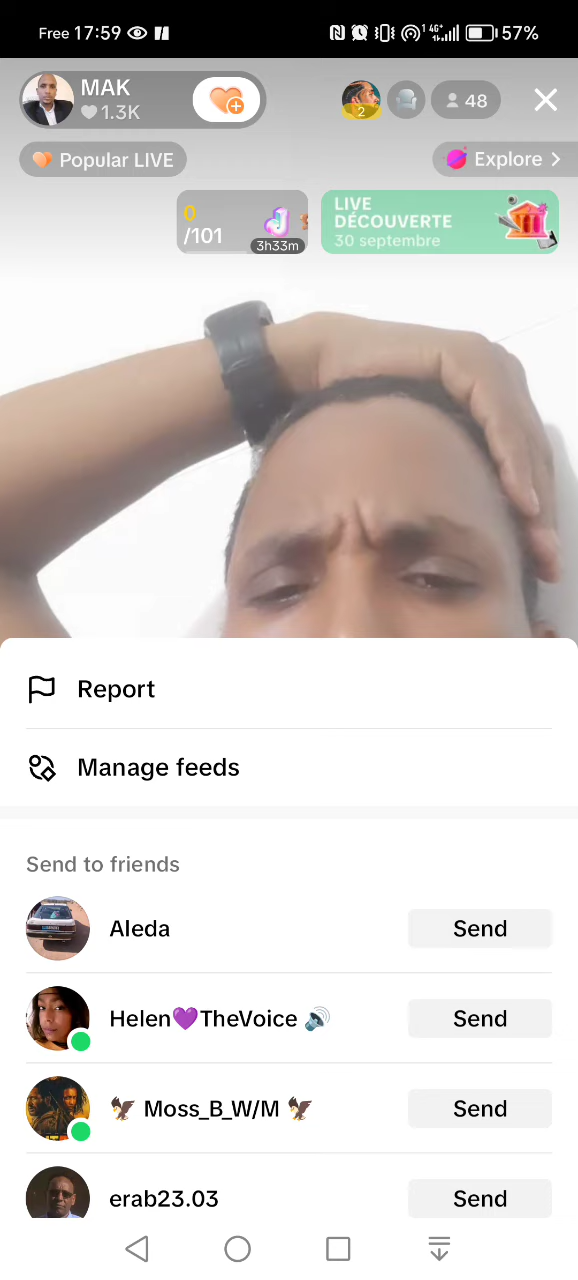 Free 17:59 57%
MAK
1.3K
2
48
Popular LIVE
Explore >
0
/101
3h33m
LIVE
DÉCOUVERTE
30 septembre
Report
Manage feeds
Send to friends
Aleda Send
Helen💜TheVoice 🔊 Send
🦅 Moss_B_W/M 🦅 Send
erab23.03 Send